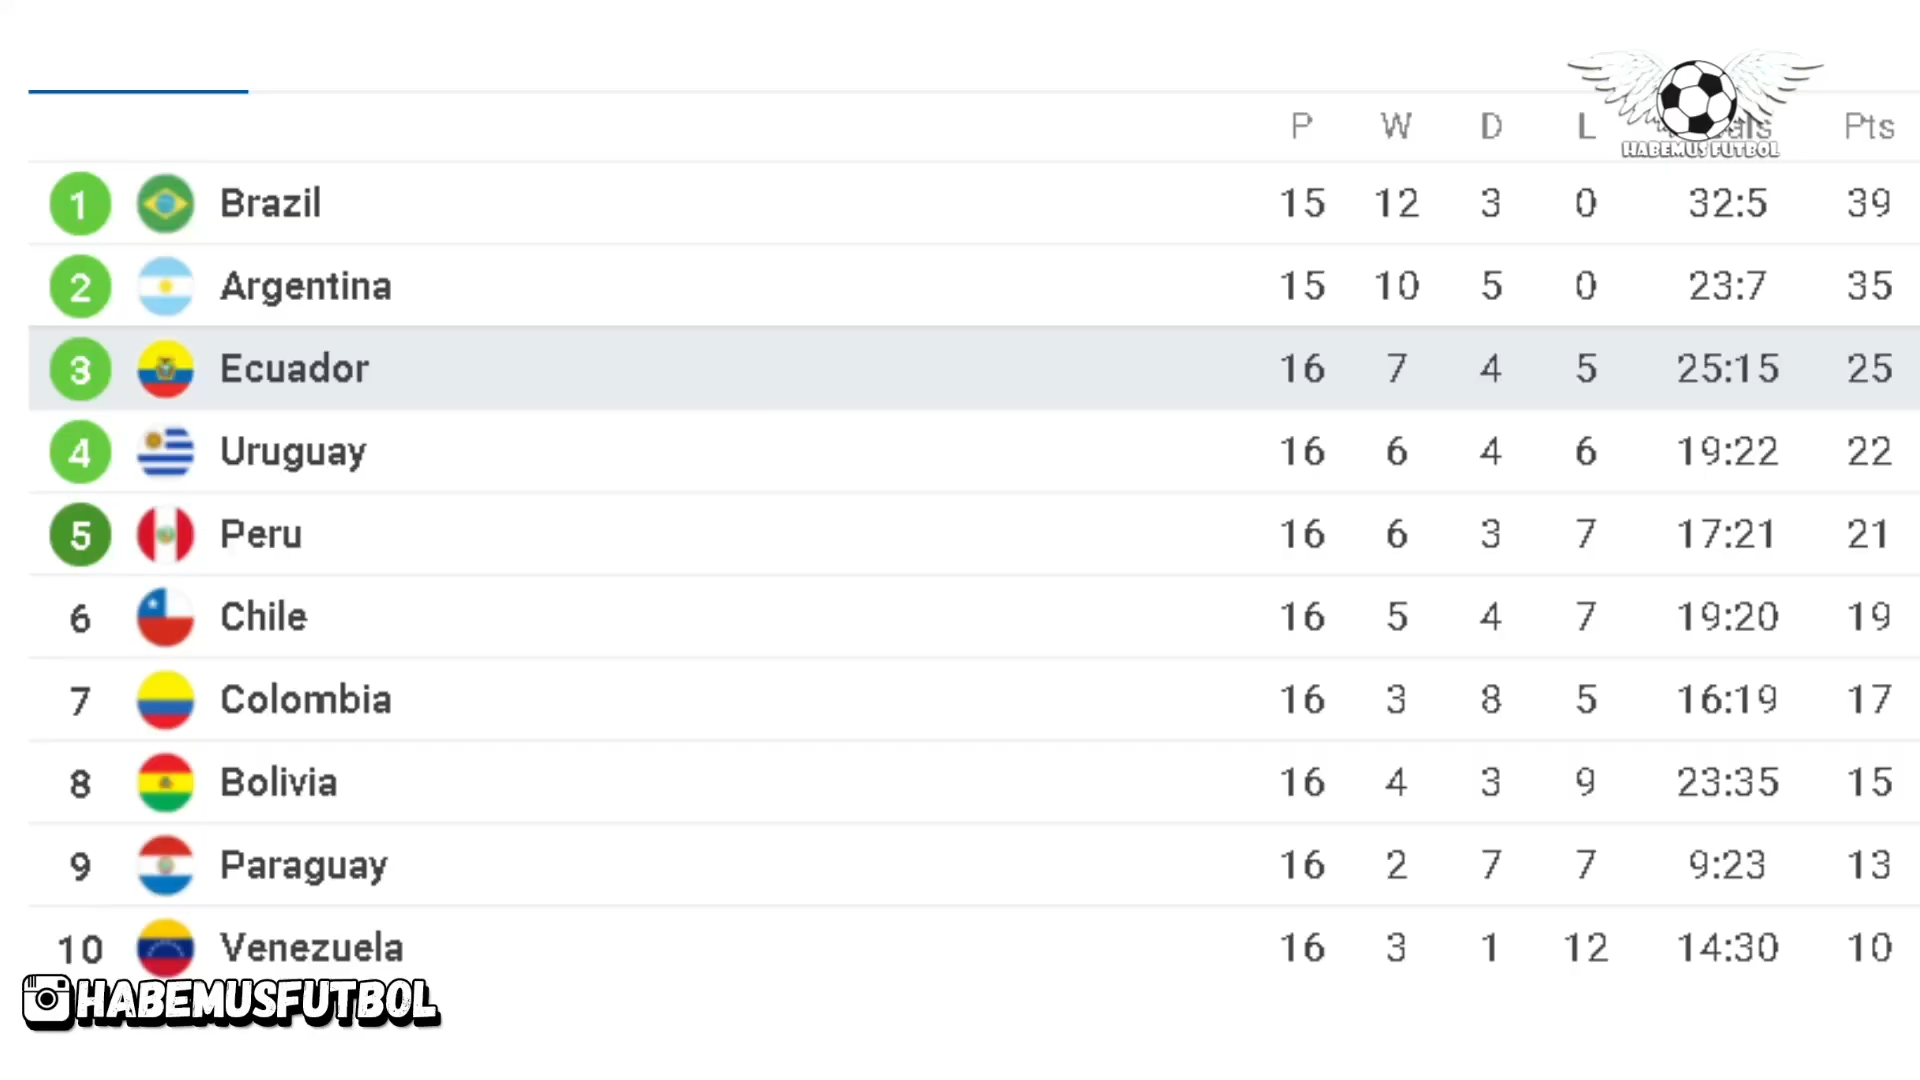 P W D L Pts
HABEMUS FUTBOL
1 Brazil 15 12 3 0 32:5 39
2 Argentina 15 10 5 0 23:7 35
3 Ecuador 16 7 4 5 25:15 25
4 Uruguay 16 6 4 6 19:22 22
5 Peru 16 6 3 7 17:21 21
6 Chile 16 5 4 7 19:20 19
7 Colombia 16 3 8 5 16:19 17
8 Bolivia 16 4 3 9 23:35 15
9 Paraguay 16 2 7 7 9:23 13
10 Venezuela 16 3 1 12 14:30 10
HABEMUSFUTBOL